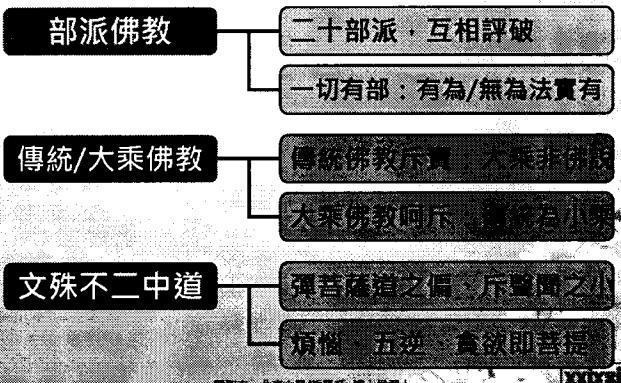 部派佛教
二十部派，互相評破
一切有部：有為/無為法實有
傳統/大乘佛教
傳統佛教斥責：大乘非佛說
大乘佛教呵斥：傳統為小乘
文殊不二中道
彈菩薩道之偏、斥聲聞之小
煩惱、五逆、貪欲即菩提